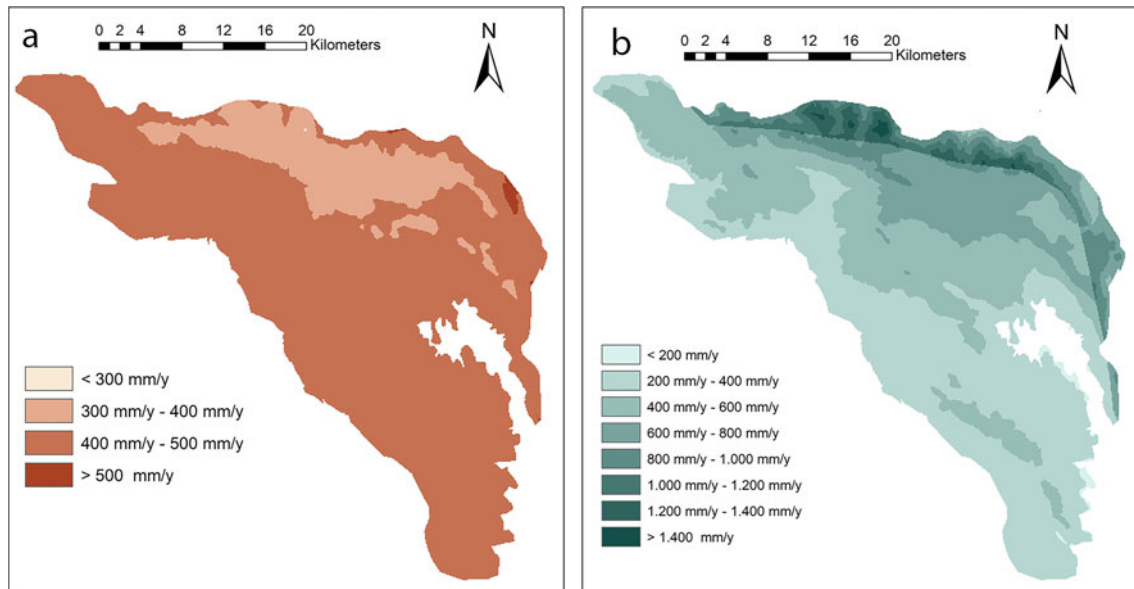 a
0 2 4 8 12 16 20
Kilometers
N
< 300 mm/y
300 mm/y - 400 mm/y
400 mm/y - 500 mm/y
> 500 mm/y
b
0 2 4 8 12 16 20
Kilometers
N
< 200 mm/y
200 mm/y - 400 mm/y
400 mm/y - 600 mm/y
600 mm/y - 800 mm/y
800 mm/y - 1.000 mm/y
1.000 mm/y - 1.200 mm/y
1.200 mm/y - 1.400 mm/y
> 1.400 mm/y